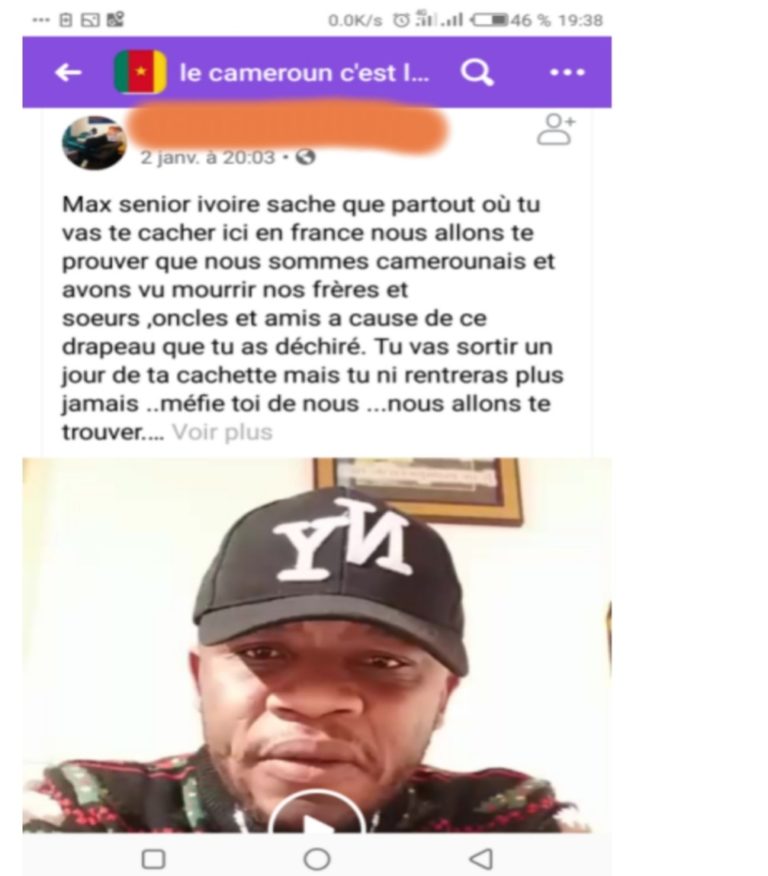 0.0K/s 4G 46 % 19:38
le cameroun c'est l...
2 janv. à 20:03 •
Max senior ivoire sache que partout où tu
vas te cacher ici en france nous allons te
prouver que nous sommes camerounais et
avons vu mourrir nos frères et
soeurs ,oncles et amis a cause de ce
drapeau que tu as déchiré. Tu vas sortir un
jour de ta cachette mais tu ni rentreras plus
jamais ..méfie toi de nous ...nous allons te
trouver.... Voir plus
YN